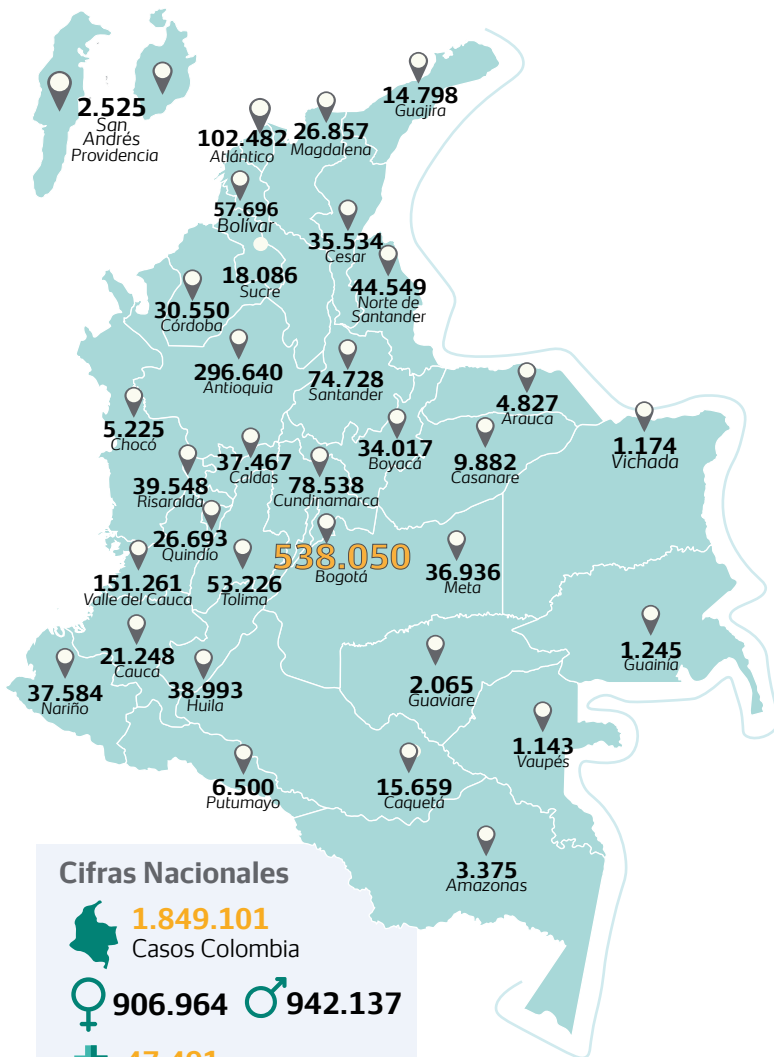 2.525
San
Andrés
Providencia
14.798
Guajira
102.482
Atlántico
26.857
Magdalena
57.696
Bolívar
35.534
Cesar
18.086
Sucre
44.549
Norte de
Santander
30.550
Córdoba
296.640
Antioquia
74.728
Santander
4.827
Arauca
5.225
Chocó
34.017
Boyacá
9.882
Casanare
1.174
Vichada
37.467
Caldas
39.548
Risaralda
78.538
Cundinamarca
26.693
Quindío
538.050
Bogotá
151.261
Valle del Cauca
53.226
Tolima
36.936
Meta
21.248
Cauca
1.245
Guainía
37.584
Nariño
38.993
Huila
2.065
Guaviare
1.143
Vaupés
6.500
Putumayo
15.659
Caquetá
3.375
Amazonas
Cifras Nacionales
1.849.101
Casos Colombia
906.964 942.137